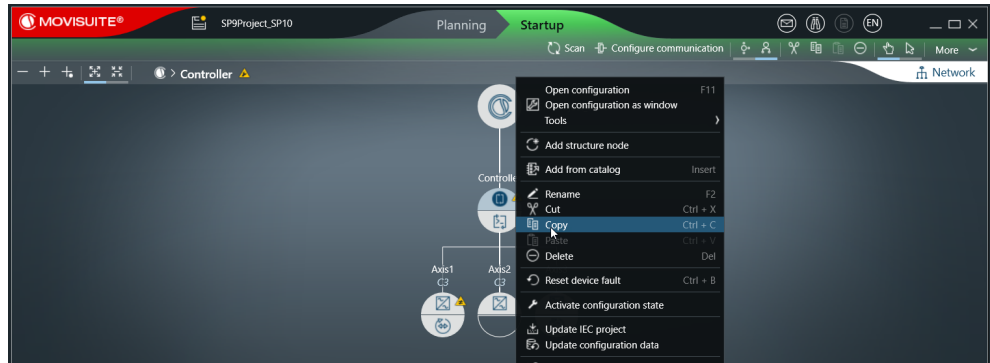 MOVISUITE®
SP9Project_SP10
Planning
Startup
EN
Scan
Configure communication
More
> Controller
Network
Open configuration F11
Open configuration as window
Tools
Add structure node
Controlle
Add from catalog Insert
Rename F2
Cut Ctrl + X
Copy Ctrl + C
Paste Ctrl + V
Delete Del
Axis1 Axis2
C3 C3
Reset device fault Ctrl + B
Activate configuration state
Update IEC project
Update configuration data